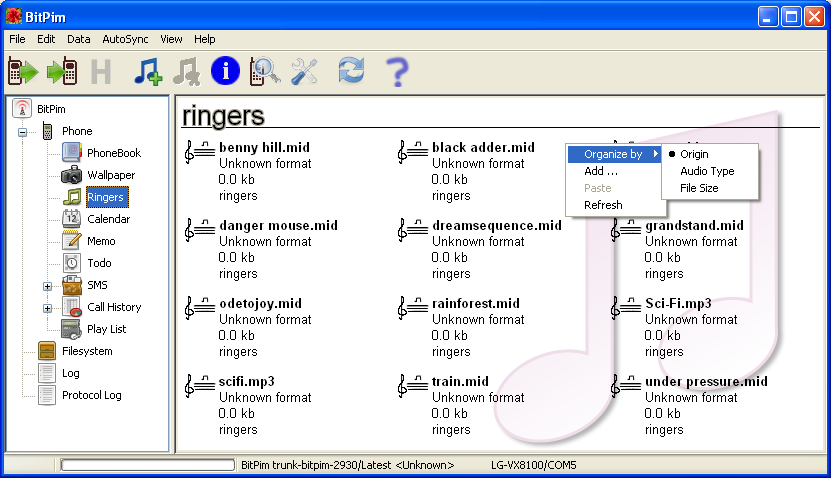 BitPim
File Edit Data AutoSync View Help
BitPim
Phone
PhoneBook
Wallpaper
Ringers
Calendar
Memo
Todo
SMS
Call History
Play List
Filesystem
Log
Protocol Log
ringers
benny hill.mid
Unknown format
0.0 kb
ringers
black adder.mid
Unknown format
0.0 kb
ringers
Organize by
Add ...
Paste
Refresh
Origin
Audio Type
File Size
danger mouse.mid
Unknown format
0.0 kb
ringers
dreamsequence.mid
Unknown format
0.0 kb
ringers
grandstand.mid
Unknown format
0.0 kb
ringers
odetojoy.mid
Unknown format
0.0 kb
ringers
rainforest.mid
Unknown format
0.0 kb
ringers
Sci-Fi.mp3
Unknown format
0.0 kb
ringers
scifi.mp3
Unknown format
0.0 kb
ringers
train.mid
Unknown format
0.0 kb
ringers
under pressure.mid
Unknown format
0.0 kb
ringers
BitPim trunk-bitpim-2930/Latest <Unknown> LG-VX8100/COM5